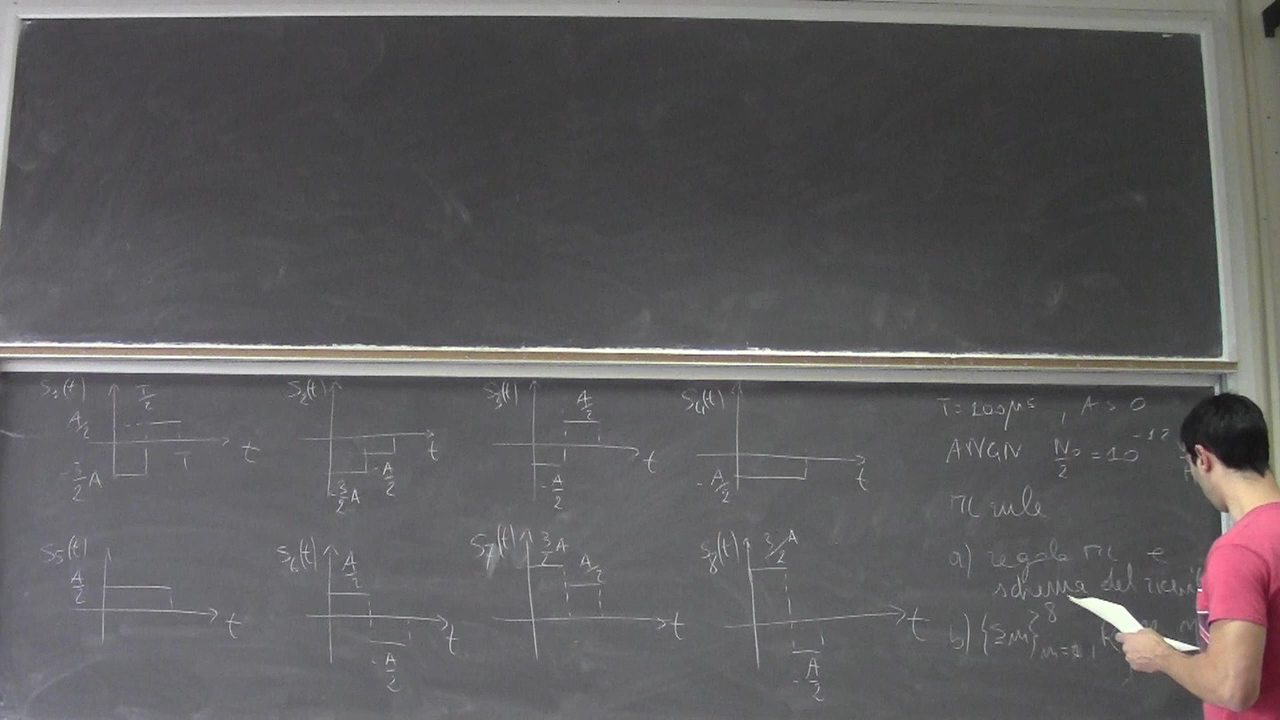 S₁(t) T/2 A/2 T -3/2 A t
S₂(t) -3/2 A -A/2 t
S₃(t) A/2 -A/2 t
S₄(t) -A/2 t
S₅(t) A/2 t
S₆(t) A/2 -A/2 t
S₇(t) 3/2 A A/2 t
S₈(t) 3/2 A -A/2 t
T=100μs , A>0
AWGN N₀/2 = 10⁻¹²
ML rule
a) regola ML e
schema del
b) {Sₘ}⁸